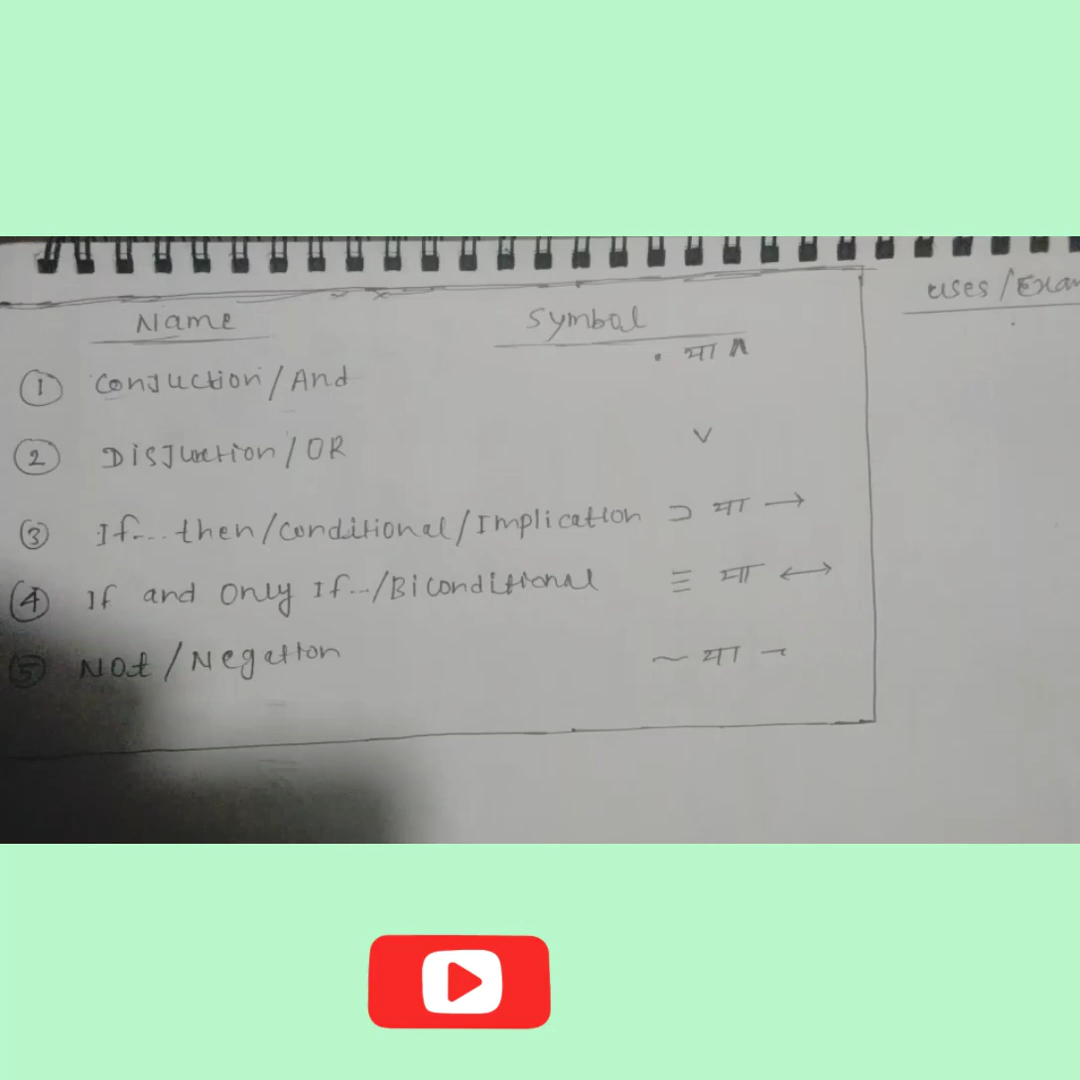 Name Symbol uses/Exam
① Conjuction/And • या ∧
② DisJuction/OR ∨
③ If...then/Conditional/Implication ⊃ या →
④ If and Only If.../Biconditional ≡ या ↔
⑤ Not/Negation ~ या ¬